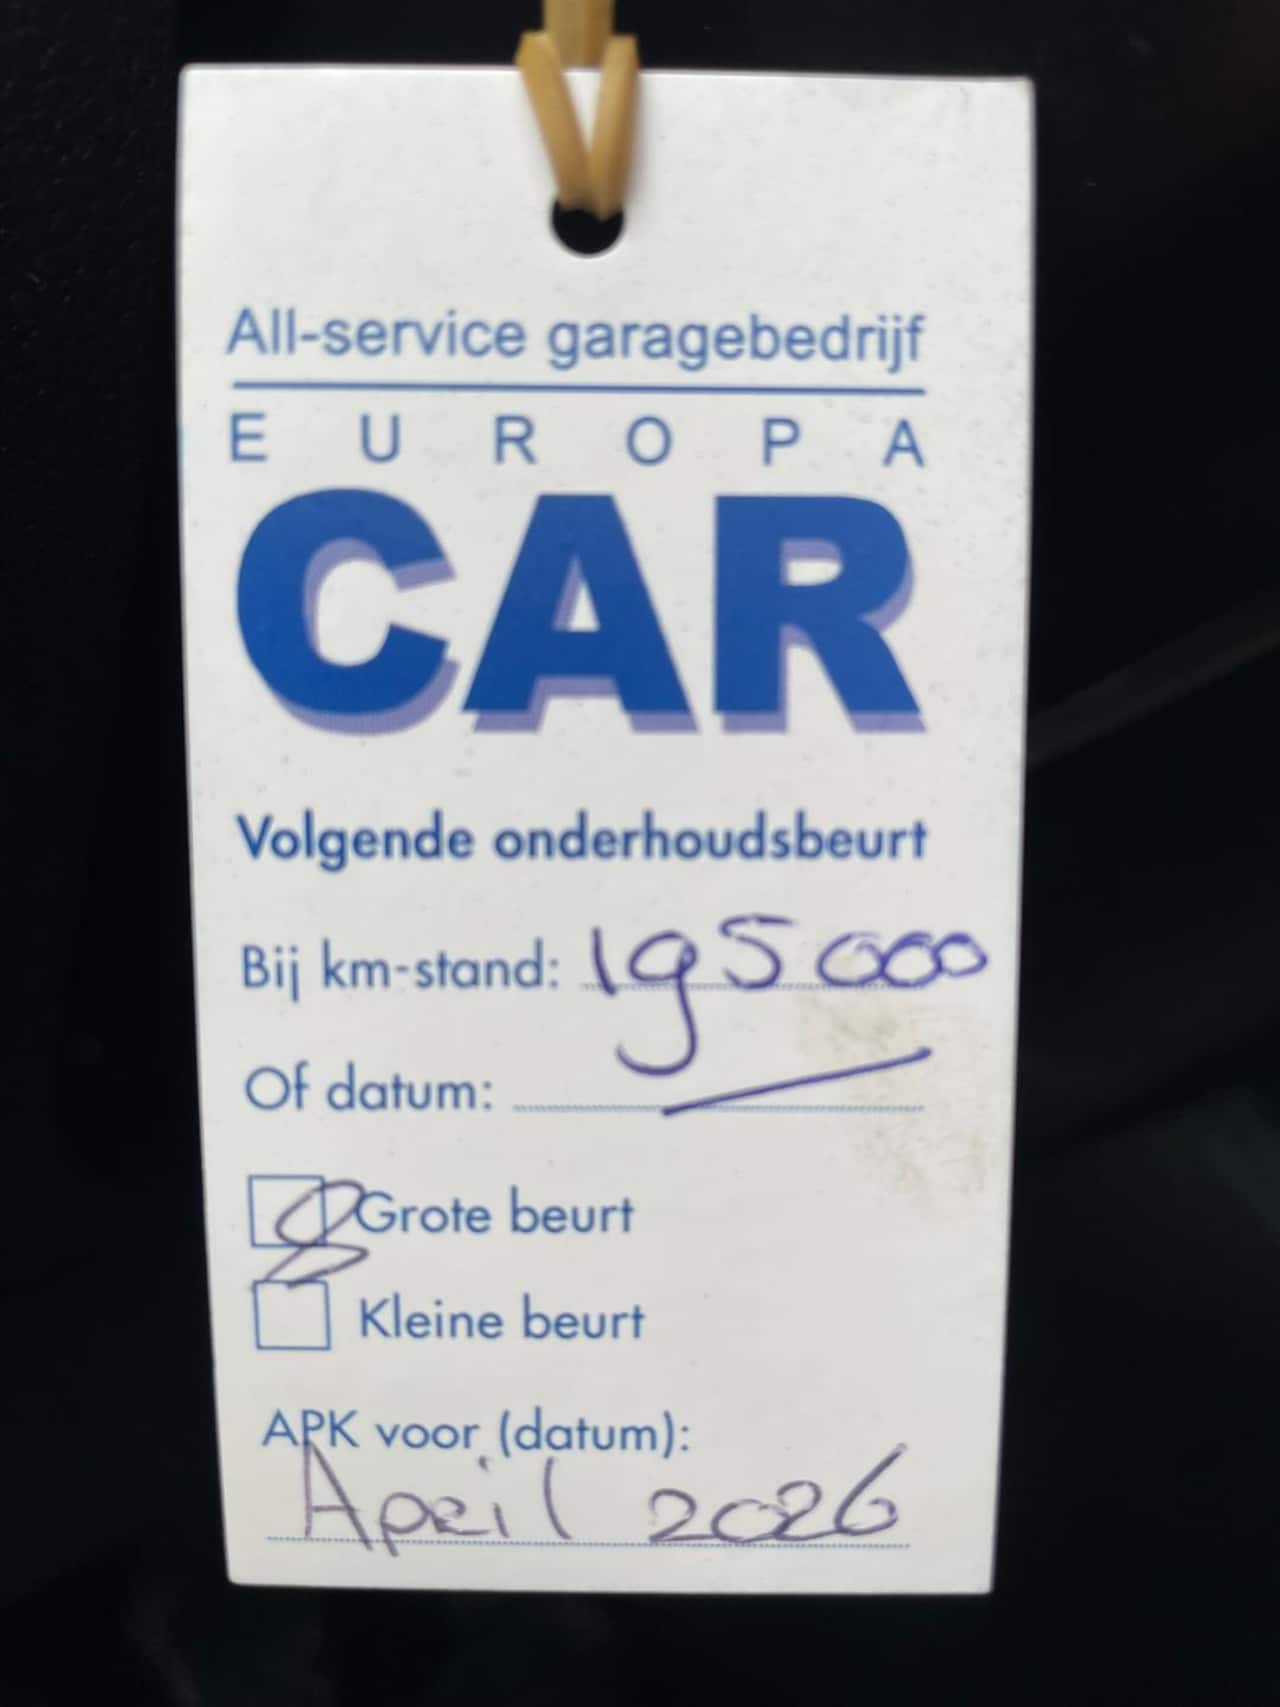 All-service garagebedrijf
EUROPA
CAR
Volgende onderhoudsbeurt
Bij km-stand: 195000
Of datum:
Grote beurt
Kleine beurt
APK voor (datum):
April 2026